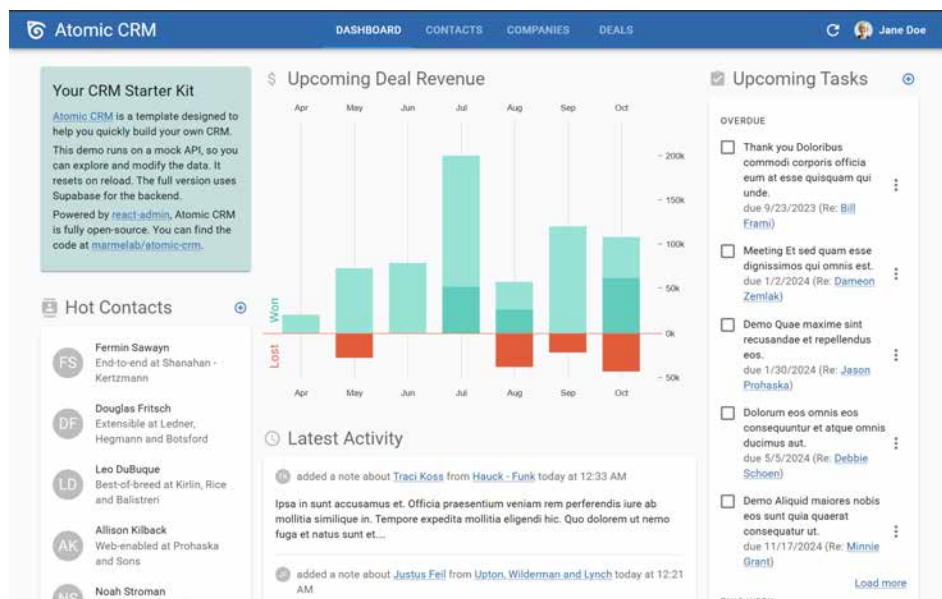 Atomic CRM
DASHBOARD
CONTACTS
COMPANIES
DEALS
Jane Doe
Your CRM Starter Kit
Atomic CRM is a template designed to
help you quickly build your own CRM.
This demo runs on a mock API, so you
can explore and modify the data. It
resets on reload. The full version uses
Supabase for the backend.
Powered by react-admin, Atomic CRM
is fully open-source. You can find the
code at marmelab/atomic-crm.
Hot Contacts
FS
Fermin Sawayn
End-to-end at Shanahan -
Kertzmann
DF
Douglas Fritsch
Extensible at Ledner,
Hegmann and Botsford
LD
Leo DuBuque
Best-of-breed at Kirlin, Rice
and Balistreri
AK
Allison Kilback
Web-enabled at Prohaska
and Sons
NS
Noah Stroman
$ Upcoming Deal Revenue
Apr May Jun Jul Aug Sep Oct
200k
150k
100k
50k
0k
50k
Won
Lost
Apr May Jun Jul Aug Sep Oct
Latest Activity
added a note about Traci Koss from Hauck - Funk today at 12:33 AM
Ipsa in sunt accusamus et. Officia praesentium veniam rem perferendis iure ab
mollitia similique in. Tempore expedita mollitia eligendi hic. Quo dolorem ut nemo
fuga et natus sunt et....
added a note about Justus Feil from Upton, Wilderman and Lynch today at 12:21
AM
Upcoming Tasks
OVERDUE
Thank you Doloribus
commodi corporis officia
eum at esse quisquam qui
unde.
due 9/23/2023 (Re: Bill
Frami)
Meeting Et sed quam esse
dignissimos qui omnis est.
due 1/2/2024 (Re: Dameon
Zemlak)
Demo Quae maxime sint
recusandae et repellendus
eos.
due 1/30/2024 (Re: Jason
Prohaska)
Dolorum eos omnis eos
consequuntur et atque omnis
ducimus aut.
due 5/5/2024 (Re: Debbie
Schoen)
Demo Aliquid maiores nobis
eos sunt quia quaerat
consequatur ut.
due 11/17/2024 (Re: Minnie
Grant)
Load more